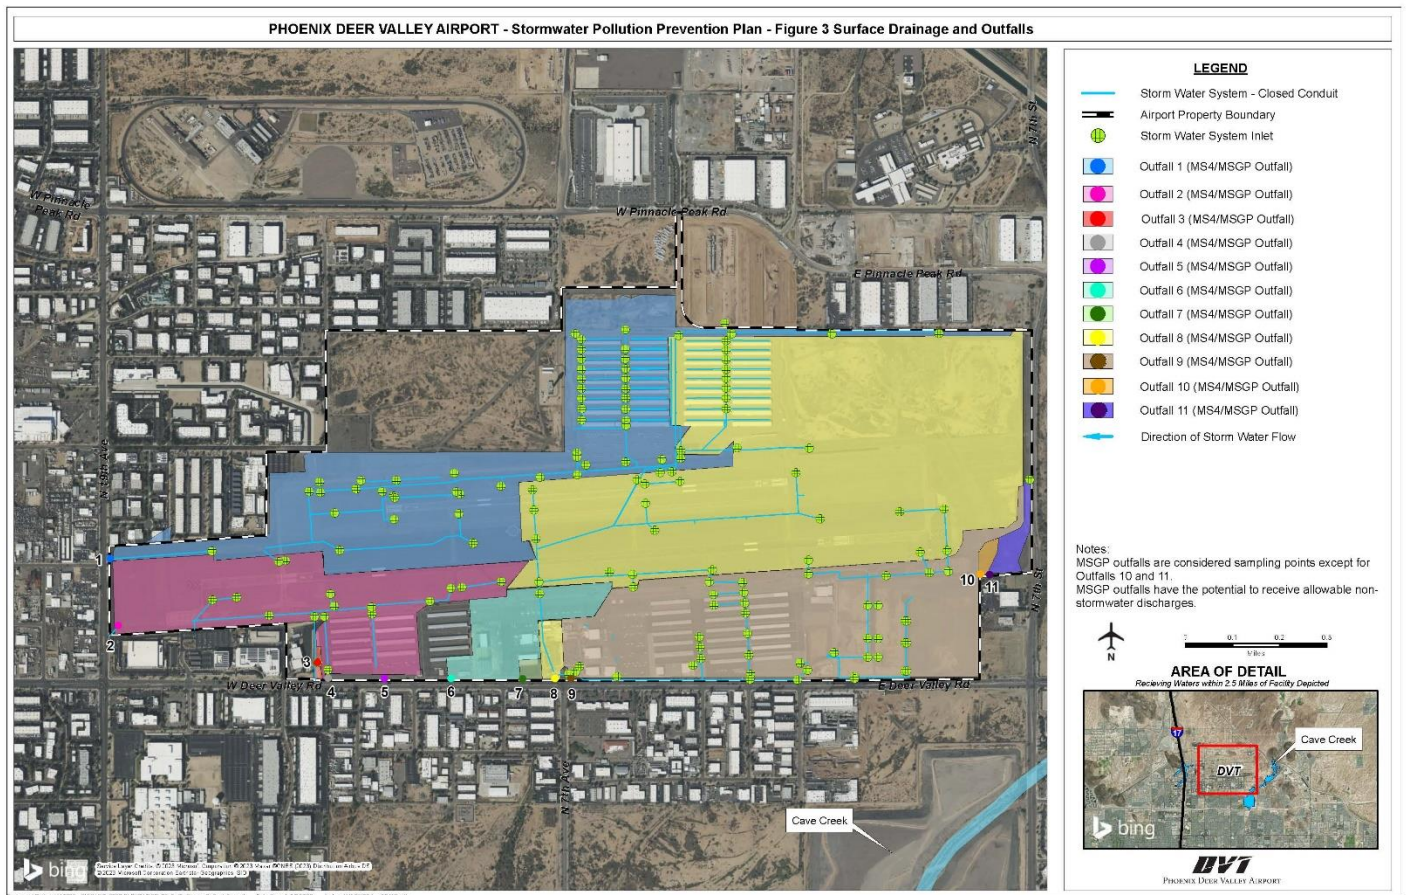 PHOENIX DEER VALLEY AIRPORT - Stormwater Pollution Prevention Plan - Figure 3 Surface Drainage and Outfalls
LEGEND
Storm Water System - Closed Conduit
Airport Property Boundary
Storm Water System Inlet
Outfall 1 (MS4/MSGP Outfall)
Outfall 2 (MS4/MSGP Outfall)
Outfall 3 (MS4/MSGP Outfall)
Outfall 4 (MS4/MSGP Outfall)
Outfall 5 (MS4/MSGP Outfall)
Outfall 6 (MS4/MSGP Outfall)
Outfall 7 (MS4/MSGP Outfall)
Outfall 8 (MS4/MSGP Outfall)
Outfall 9 (MS4/MSGP Outfall)
Outfall 10 (MS4/MSGP Outfall)
Outfall 11 (MS4/MSGP Outfall)
Direction of Storm Water Flow
Notes:
MSGP outfalls are considered sampling points except for
Outfalls 10 and 11.
MSGP outfalls have the potential to receive allowable non-
stormwater discharges.
N
0.1
0.2
0.3
Miles
AREA OF DETAIL
Recieving Waters within 2.5 Miles of Facility Depicted
17
DVT
Cave Creek
bing
DVT
PHOENIX DEER VALLEY AIRPORT
N 7th St
W Pinnacle
Peak Rd
W Pinnacle Peak Rd
E Pinnacle Peak Rd
N 19th Ave
1
2
3
4
5
6
7
8
9
10
11
N 7th St
W Deer Valley Rd
E Deer Valley Rd
N 7th Ave
Cave Creek
bing